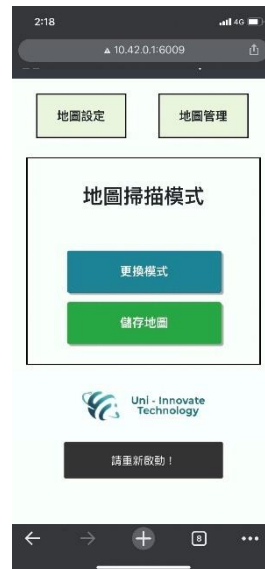 2:18
4G
10.42.0.1:6009
地圖設定
地圖管理
地圖掃描模式
更換模式
儲存地圖
Uni - Innovate
Technology
請重新啟動！
8